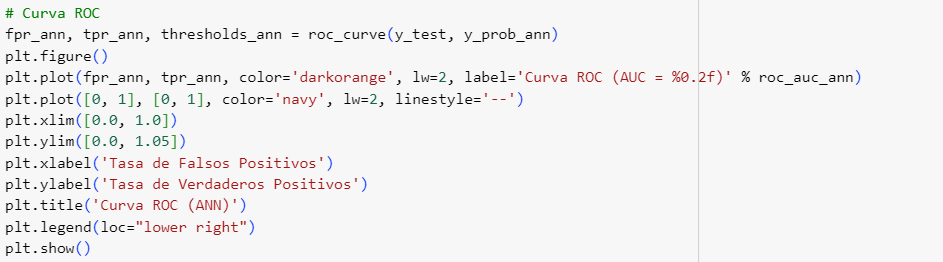 # Curva ROC
fpr_ann, tpr_ann, thresholds_ann = roc_curve(y_test, y_prob_ann)
plt.figure()
plt.plot(fpr_ann, tpr_ann, color='darkorange', lw=2, label='Curva ROC (AUC = %0.2f)' % roc_auc_ann)
plt.plot([0, 1], [0, 1], color='navy', lw=2, linestyle='--')
plt.xlim([0.0, 1.0])
plt.ylim([0.0, 1.05])
plt.xlabel('Tasa de Falsos Positivos')
plt.ylabel('Tasa de Verdaderos Positivos')
plt.title('Curva ROC (ANN)')
plt.legend(loc="lower right")
plt.show()